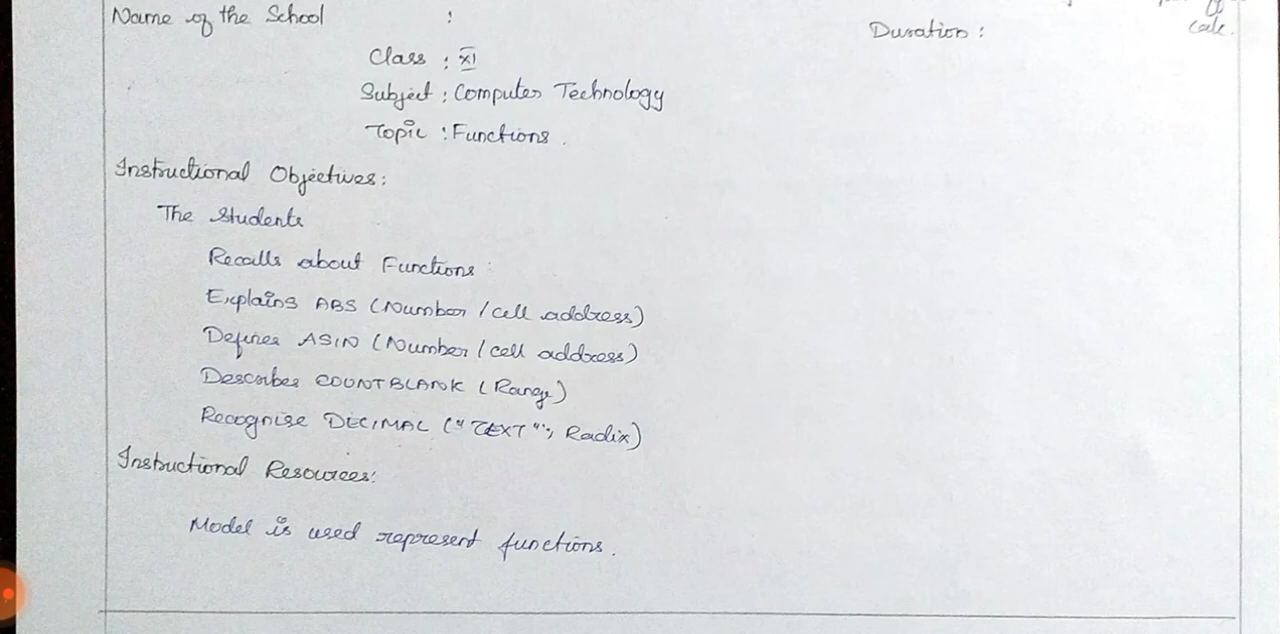 Name of the School :
Duration :
calc.
Class : XI
Subject : Computer Technology
Topic : Functions .
Instructional Objectives :
The Students
Recalls about Functions
Explains ABS (Number / cell address)
Defines ASIN (Number / cell address)
Describes COUNTBLANK (Range)
Recognise DECIMAL ("TEXT"; Radix)
Instructional Resources :
Model is used represent functions .